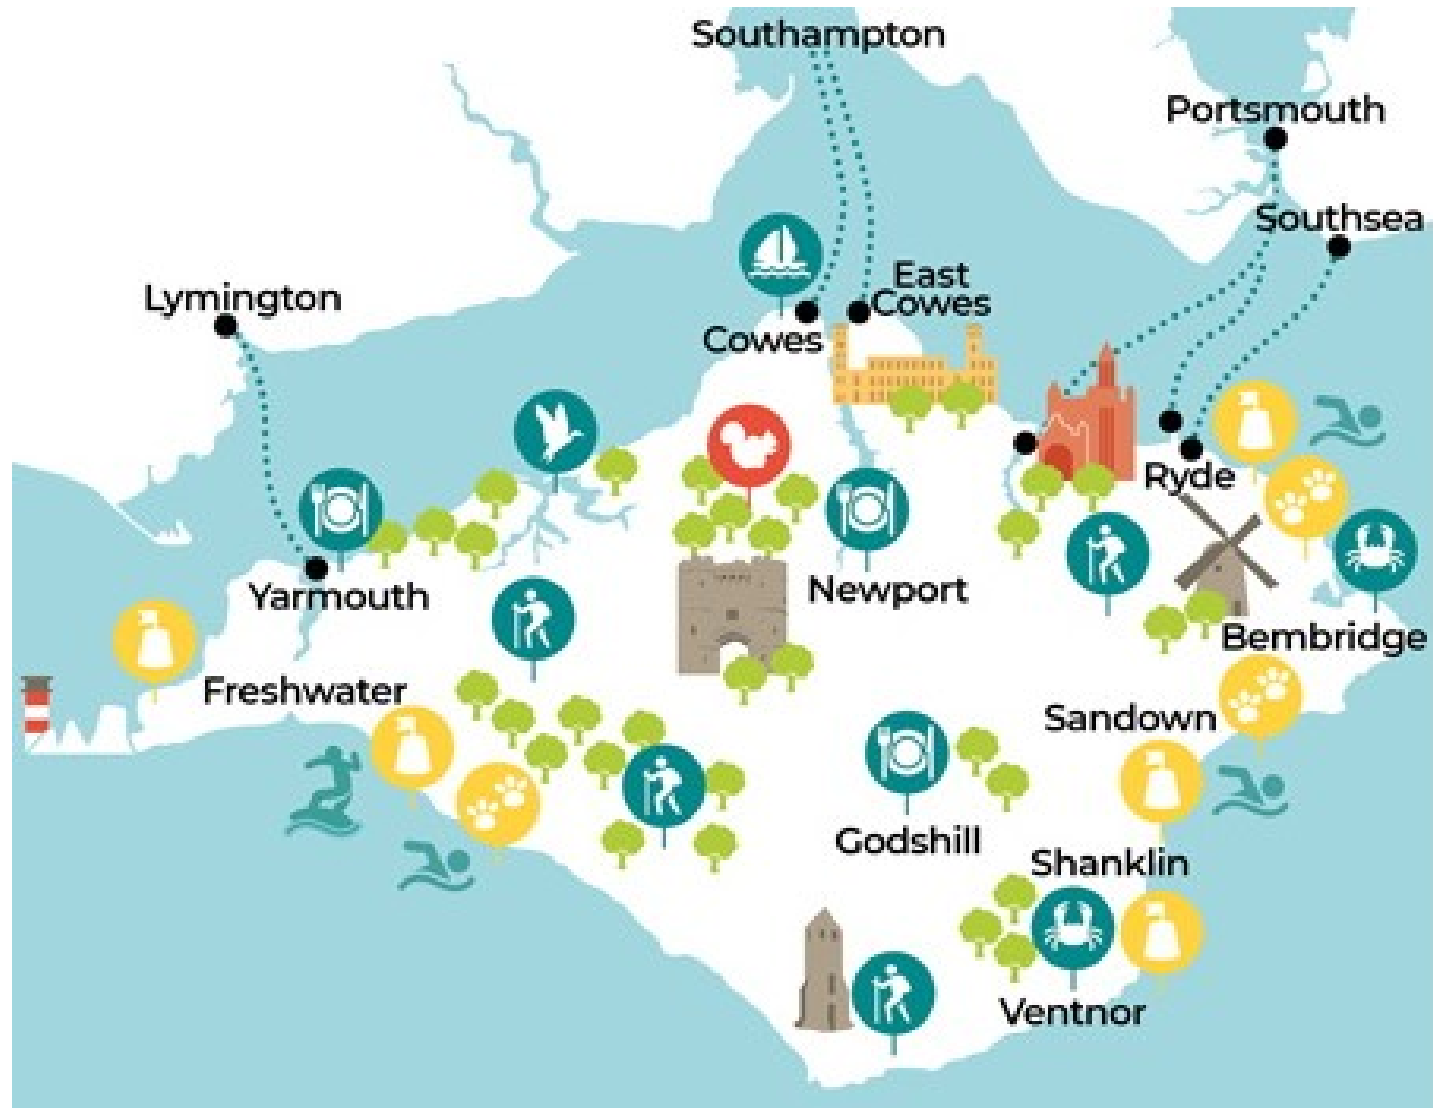 Southampton
Portsmouth
Southsea
Lymington
East
Cowes
Cowes
Ryde
Yarmouth
Newport
Bembridge
Freshwater
Sandown
Godshill
Shanklin
Ventnor